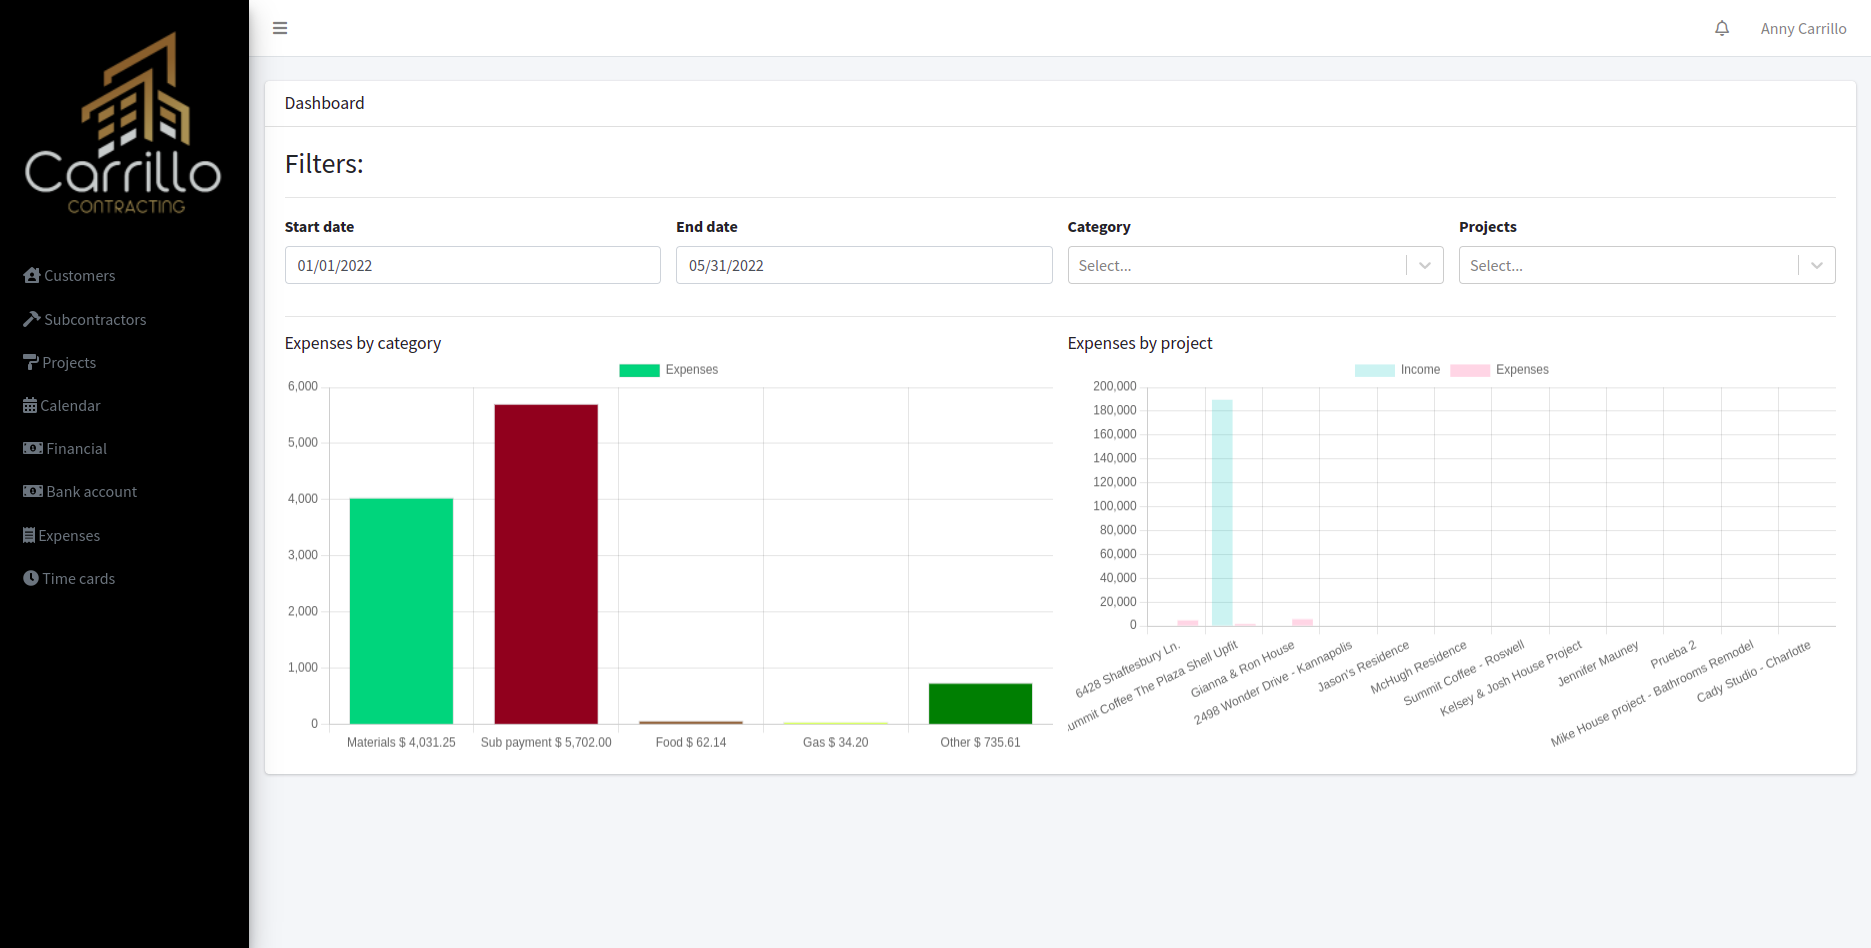 Carrillo
CONTRACTING
Customers
Subcontractors
Projects
Calendar
Financial
Bank account
Expenses
Time cards
Anny Carrillo
Dashboard
Filters:
Start date
End date
Category
Projects
01/01/2022
05/31/2022
Select...
Select...
Expenses by category
Expenses
6,000
5,000
4,000
3,000
2,000
1,000
0
Materials $ 4,031.25
Sub payment $ 5,702.00
Food $ 62.14
Gas $ 34.20
Other $ 735.61
Expenses by project
Income
Expenses
200,000
180,000
160,000
140,000
120,000
100,000
80,000
60,000
40,000
20,000
0
6428 Shaftesbury Ln.
ummit Coffee The Plaza Shell Upfit
Gianna & Ron House
2498 Wonder Drive - Kannapolis
Jason's Residence
McHugh Residence
Summit Coffee - Roswell
Kelsey & Josh House Project
Jennifer Mauney
Prueba 2
Mike House project - Bathrooms Remodel
Cady Studio - Charlotte